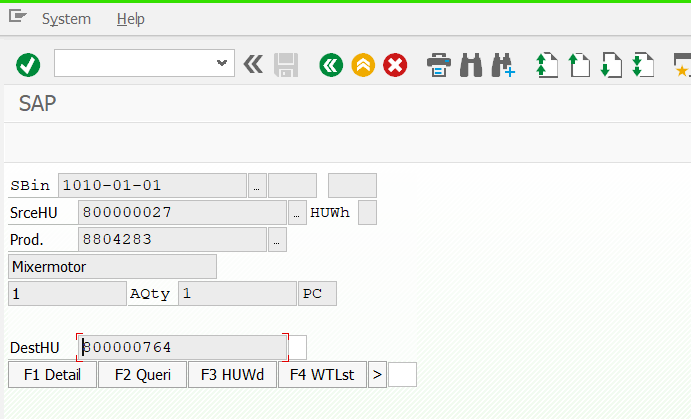 System Help
SAP
SBin 1010-01-01 ...
SrceHU 800000027 ... HUWh
Prod. 8804283 ...
Mixermotor
1 AQty 1 PC
DestHU 800000764
F1 Detail F2 Queri F3 HUWd F4 WTLst >